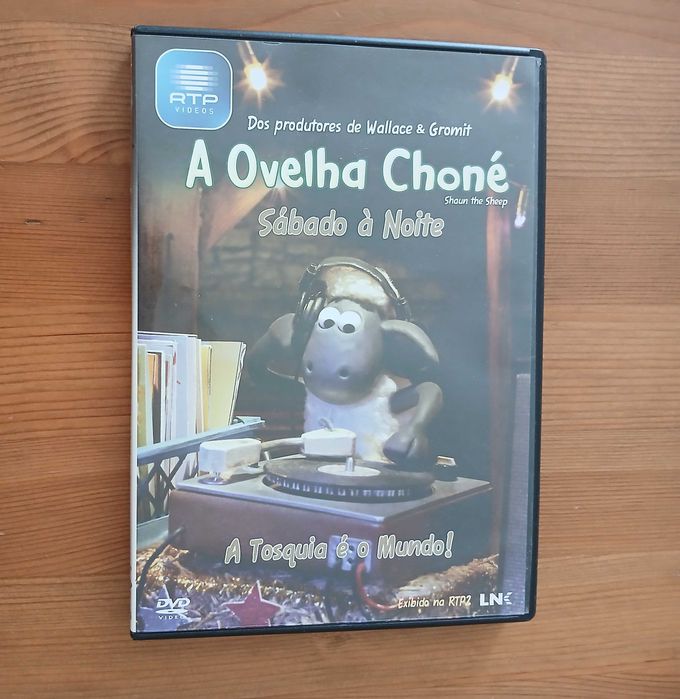 RTP
VIDEOS
Dos produtores de Wallace & Gromit
A Ovelha Choné
Shaun the Sheep
Sábado à Noite
A Tosquia é o Mundo!
Exibido na RTP2
LNK
DVD
VIDEO